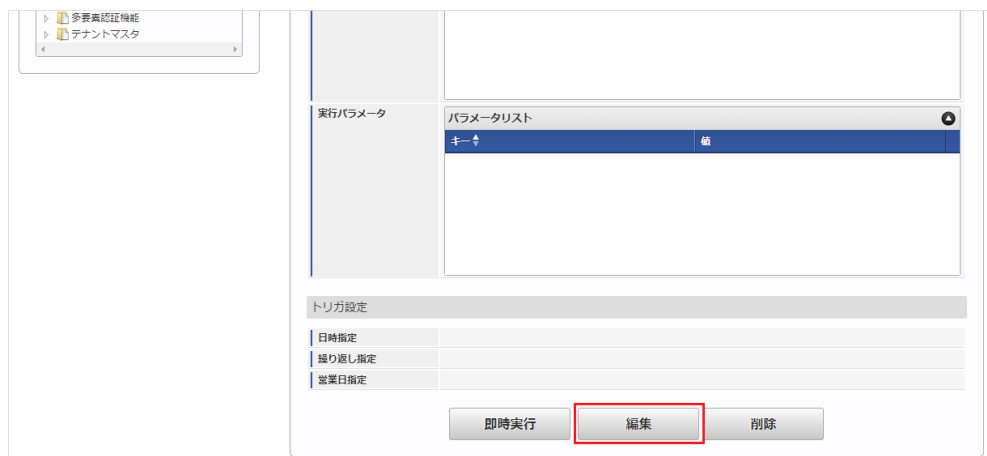 多要素認証機能
テナントマスタ
実行パラメータ
パラメータリスト
キー 値
トリガ設定
日時指定
繰り返し指定
営業日指定
即時実行 編集 削除